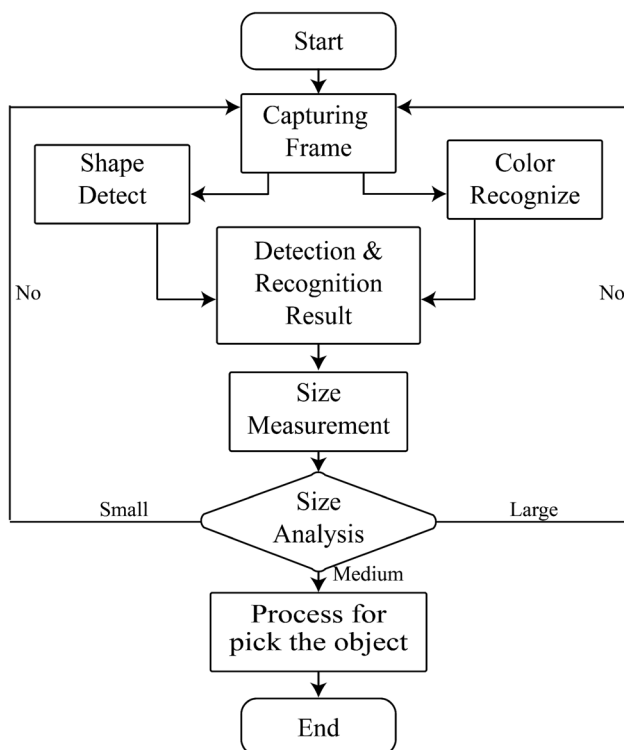 Start
Capturing
Frame
Shape
Detect
Color
Recognize
Detection &
Recognition
Result
No
No
Size
Measurement
Small
Size
Analysis
Large
Medium
Process for
pick the object
End